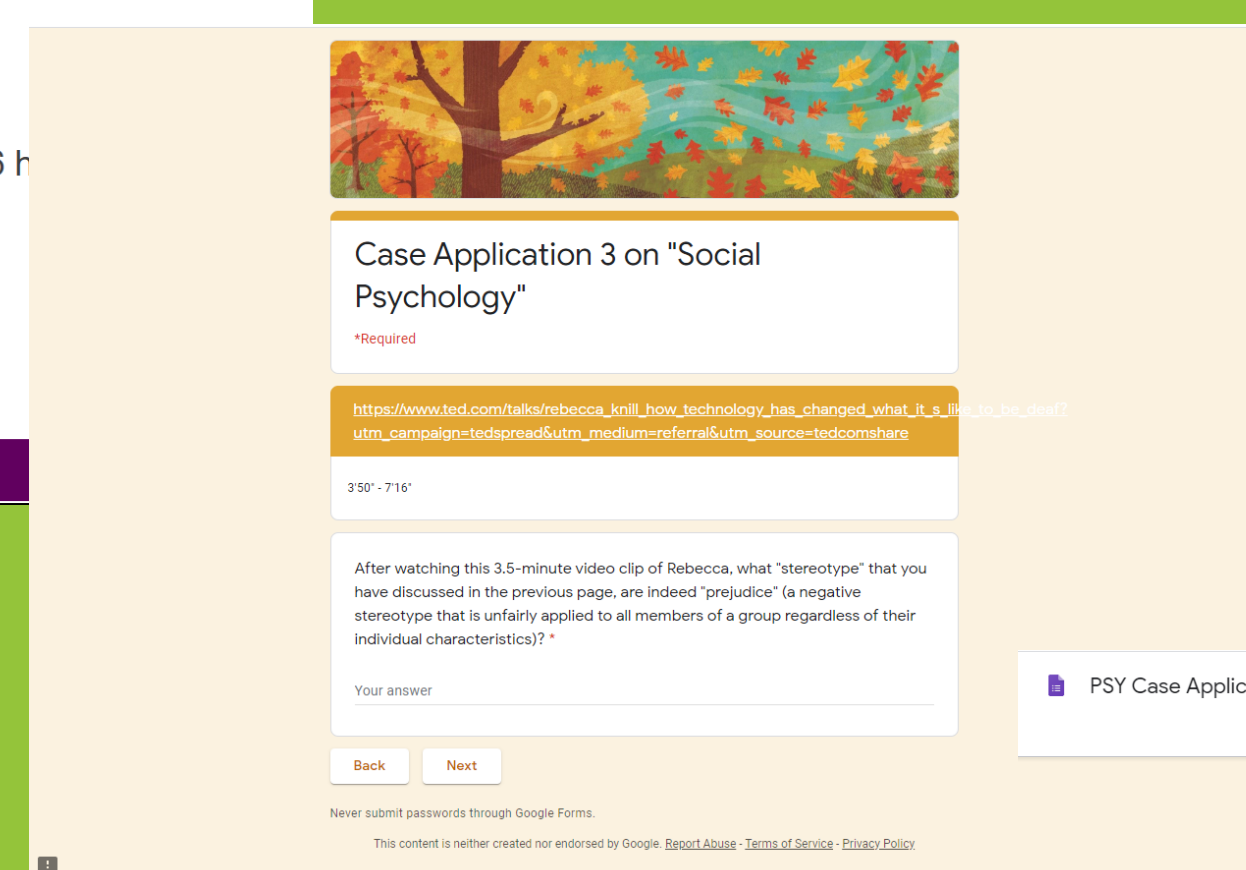 6 h
Case Application 3 on "Social
Psychology"
*Required
https://www.ted.com/talks/rebecca_knill_how_technology_has_changed_what_it_s_like_to_be_deaf?
utm_campaign=tedspread&utm_medium=referral&utm_source=tedcomshare
3'50" - 7'16"
After watching this 3.5-minute video clip of Rebecca, what "stereotype" that you
have discussed in the previous page, are indeed "prejudice" (a negative
stereotype that is unfairly applied to all members of a group regardless of their
individual characteristics)? *
Your answer
PSY Case Applic
Back
Next
Never submit passwords through Google Forms.
This content is neither created nor endorsed by Google. Report Abuse - Terms of Service - Privacy Policy